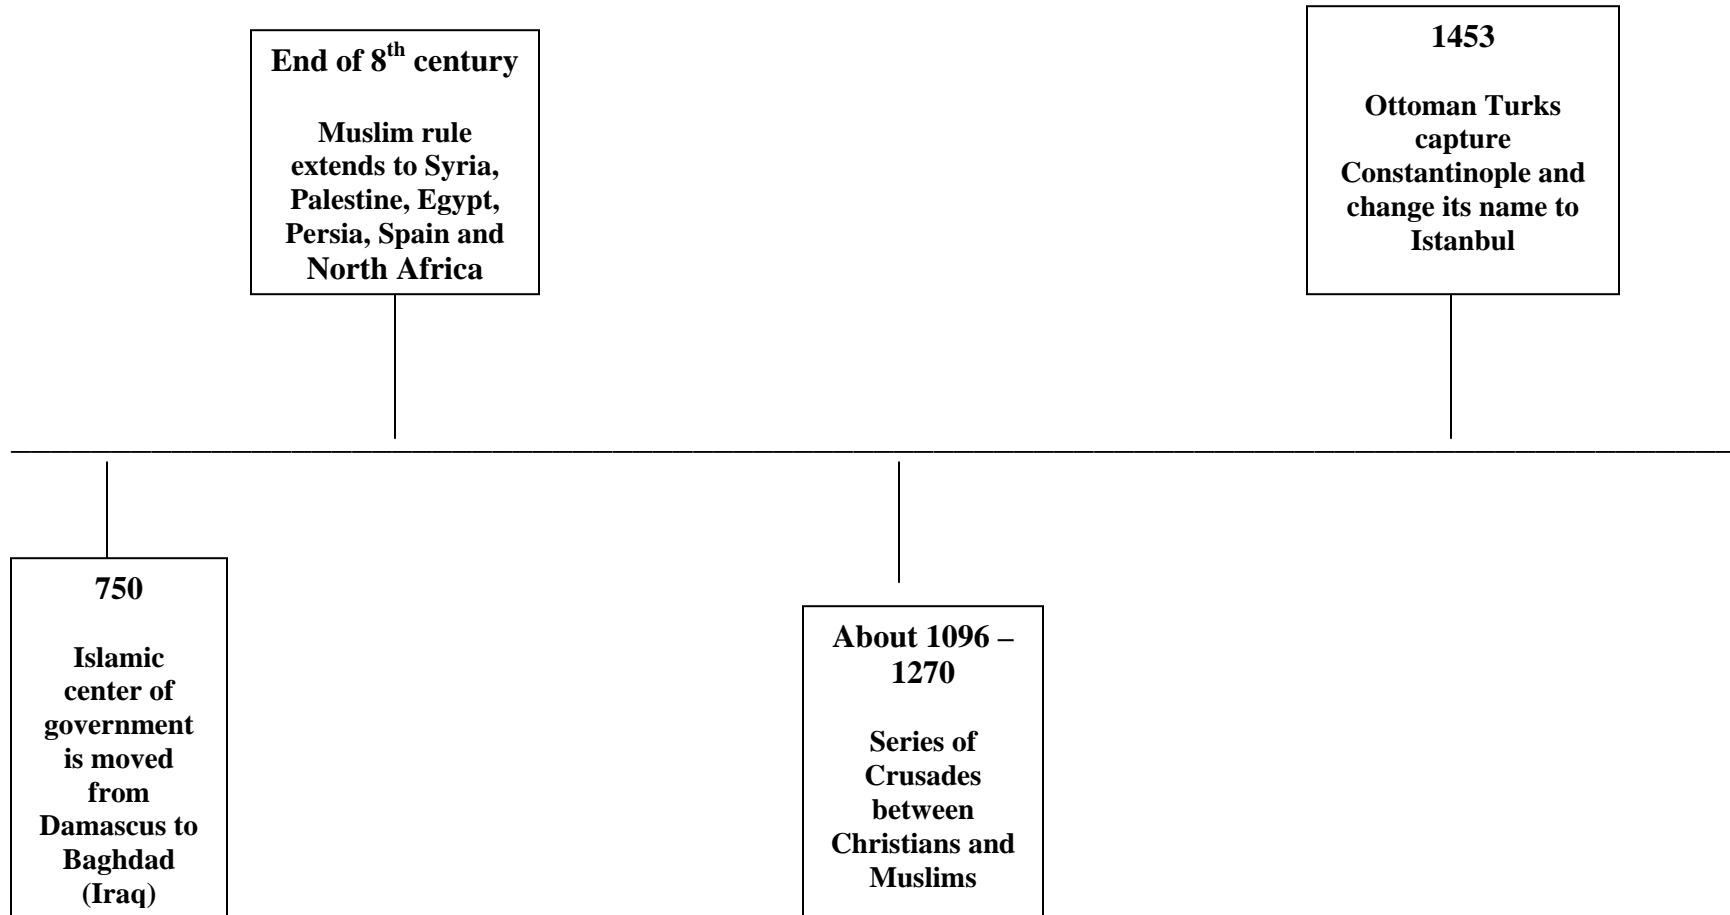 End of 8th century
Muslim rule
extends to Syria,
Palestine, Egypt,
Persia, Spain and
North Africa
1453
Ottoman Turks
capture
Constantinople and
change its name to
Istanbul
750
Islamic
center of
government
is moved
from
Damascus to
Baghdad
(Iraq)
About 1096 –
1270
Series of
Crusades
between
Christians and
Muslims